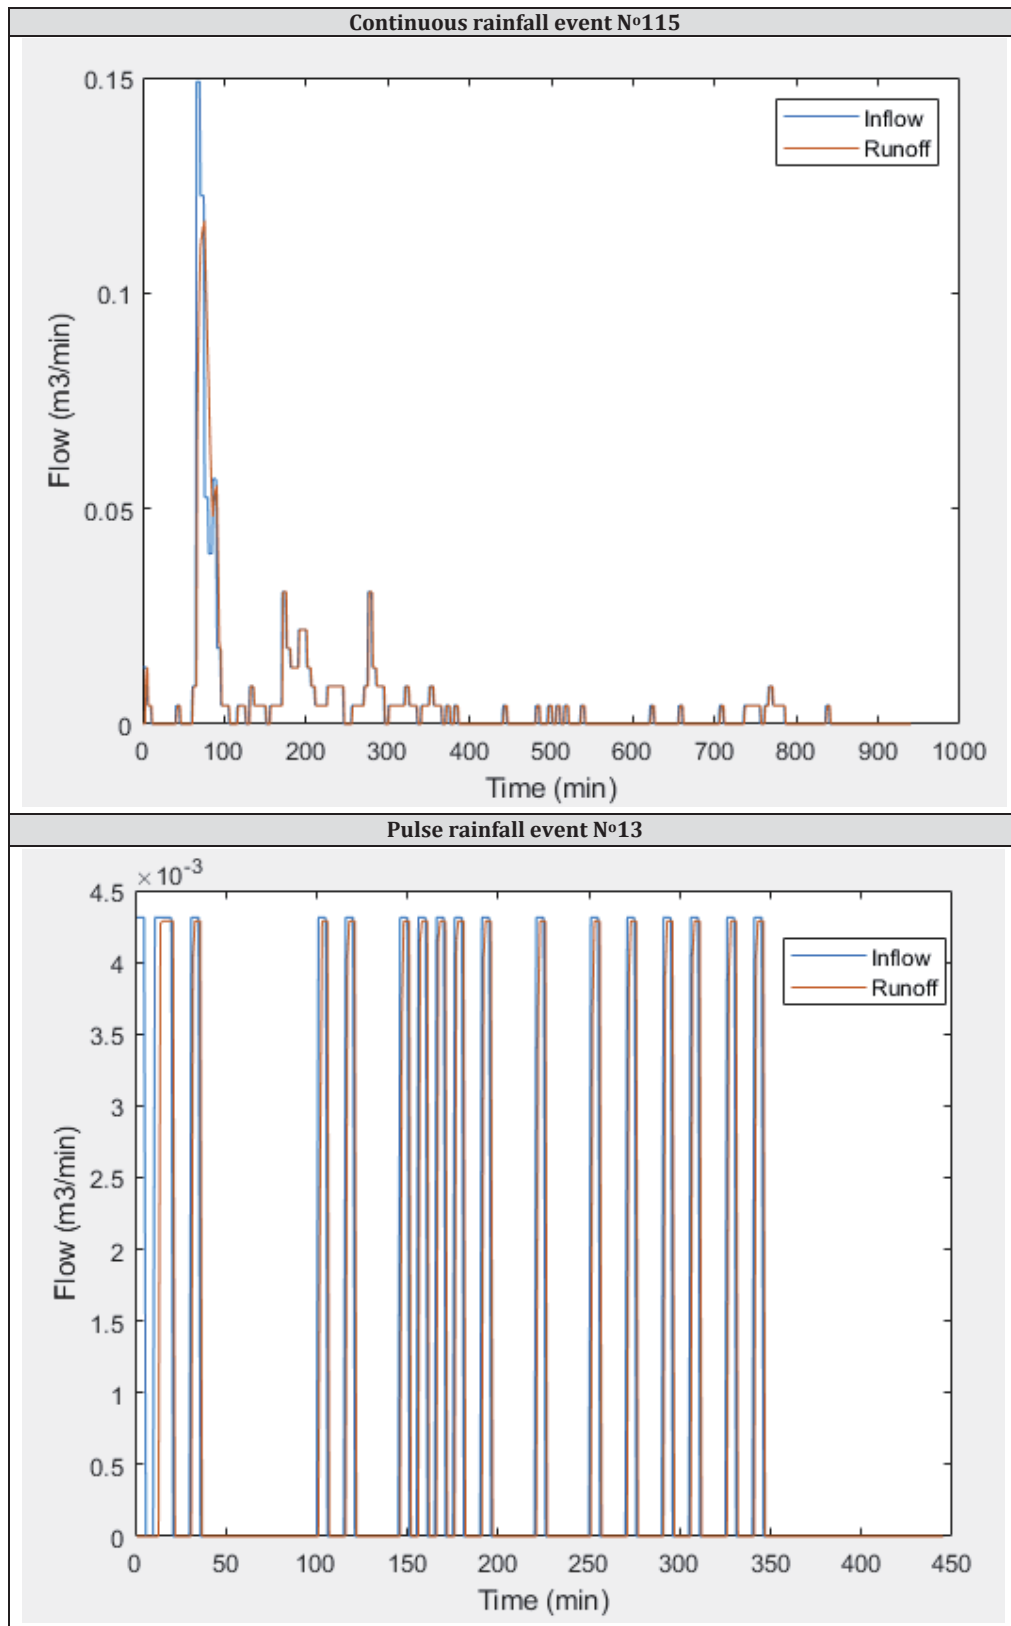 Continuous rainfall event Nº115
0.15
Inflow
Runoff
0.1
Flow (m3/min)
0.05
0
0 100 200 300 400 500 600 700 800 900 1000
Time (min)
Pulse rainfall event Nº13
×10-3
4.5
Inflow
4
Runoff
3.5
3
Flow (m3/min)
2.5
2
1.5
1
0.5
0
0 50 100 150 200 250 300 350 400 450
Time (min)